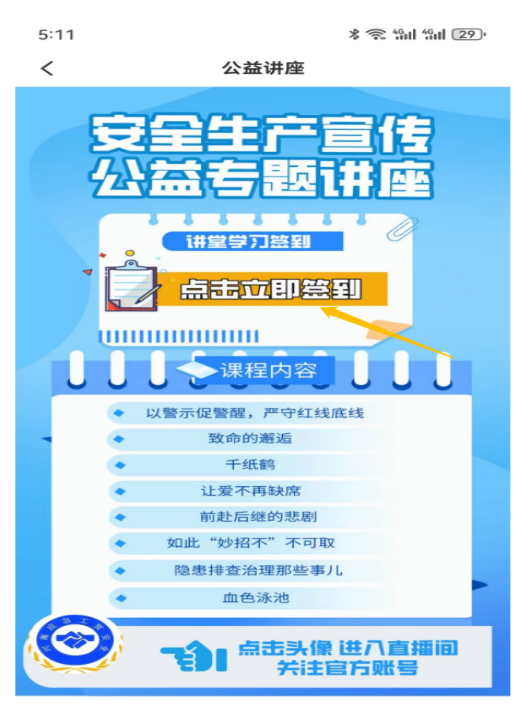 5:11
4G 4G 29
公益讲座
安全生产宣传
公益专题讲座
讲堂学习签到
点击立即签到
课程内容
以警示促警醒，严守红线底线
致命的邂逅
千纸鹤
让爱不再缺席
前赴后继的悲剧
如此“妙招不”不可取
隐患排查治理那些事儿
血色泳池
点击头像 进入直播间
关注官方账号